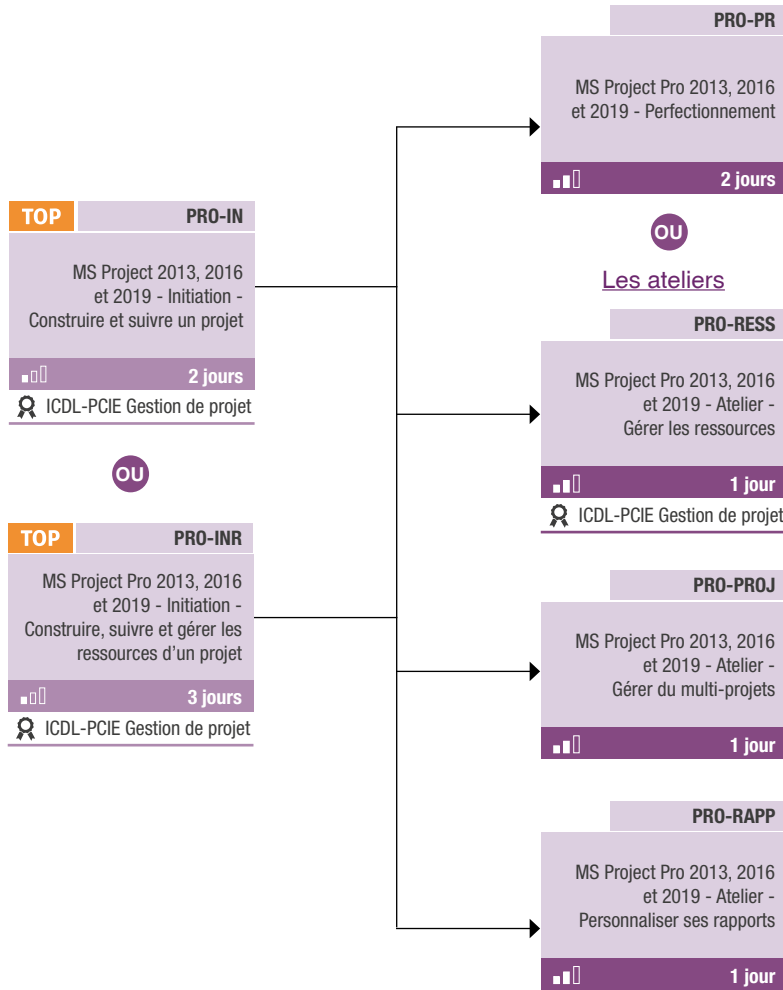 TOP
PRO-IN
MS Project 2013, 2016
et 2019 - Initiation -
Construire et suivre un projet
2 jours
ICDL-PCIE Gestion de projet
OU
TOP
PRO-INR
MS Project Pro 2013, 2016
et 2019 - Initiation -
Construire, suivre et gérer les
ressources d'un projet
3 jours
ICDL-PCIE Gestion de projet
PRO-PR
MS Project Pro 2013, 2016
et 2019 - Perfectionnement
2 jours
OU
Les ateliers
PRO-RESS
MS Project Pro 2013, 2016
et 2019 - Atelier -
Gérer les ressources
1 jour
ICDL-PCIE Gestion de projet
PRO-PROJ
MS Project Pro 2013, 2016
et 2019 - Atelier -
Gérer du multi-projets
1 jour
PRO-RAPP
MS Project Pro 2013, 2016
et 2019 - Atelier -
Personnaliser ses rapports
1 jour